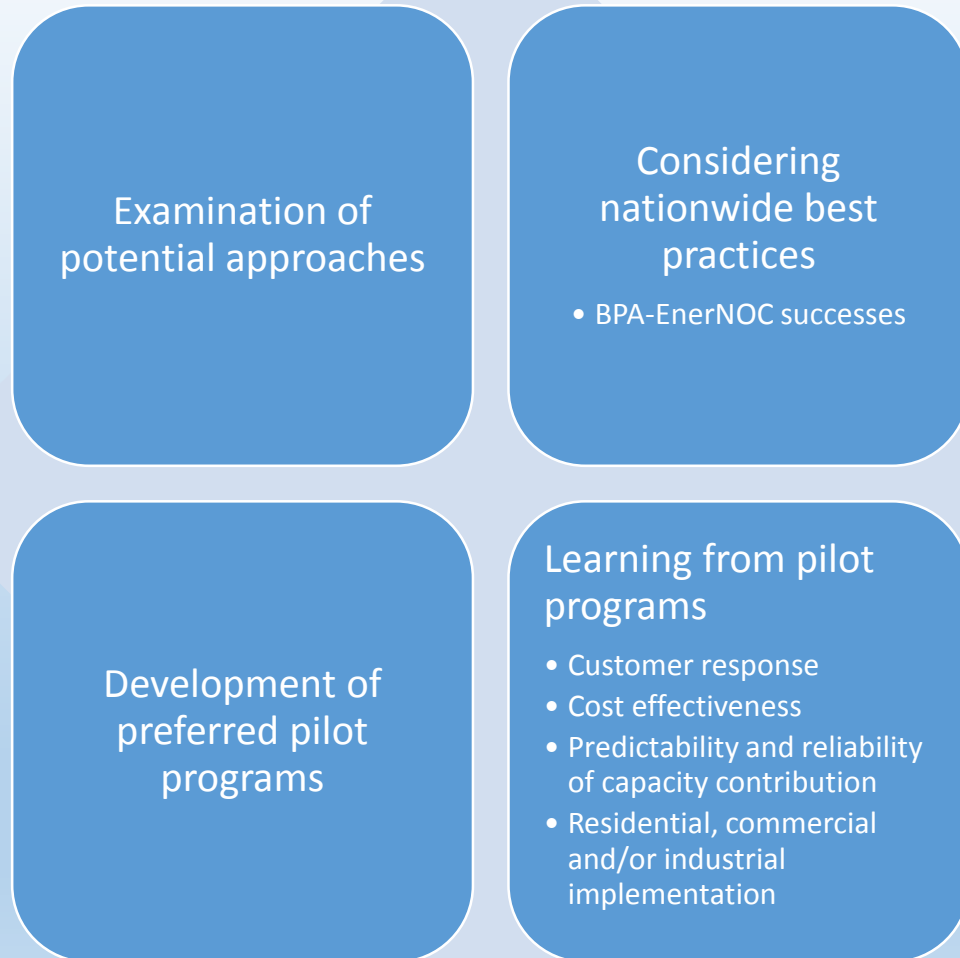 Examination of
potential approaches
Considering
nationwide best
practices
• BPA-EnerNOC successes
Development of
preferred pilot
programs
Learning from pilot
programs
• Customer response
• Cost effectiveness
• Predictability and reliability
of capacity contribution
• Residential, commercial
and/or industrial
implementation